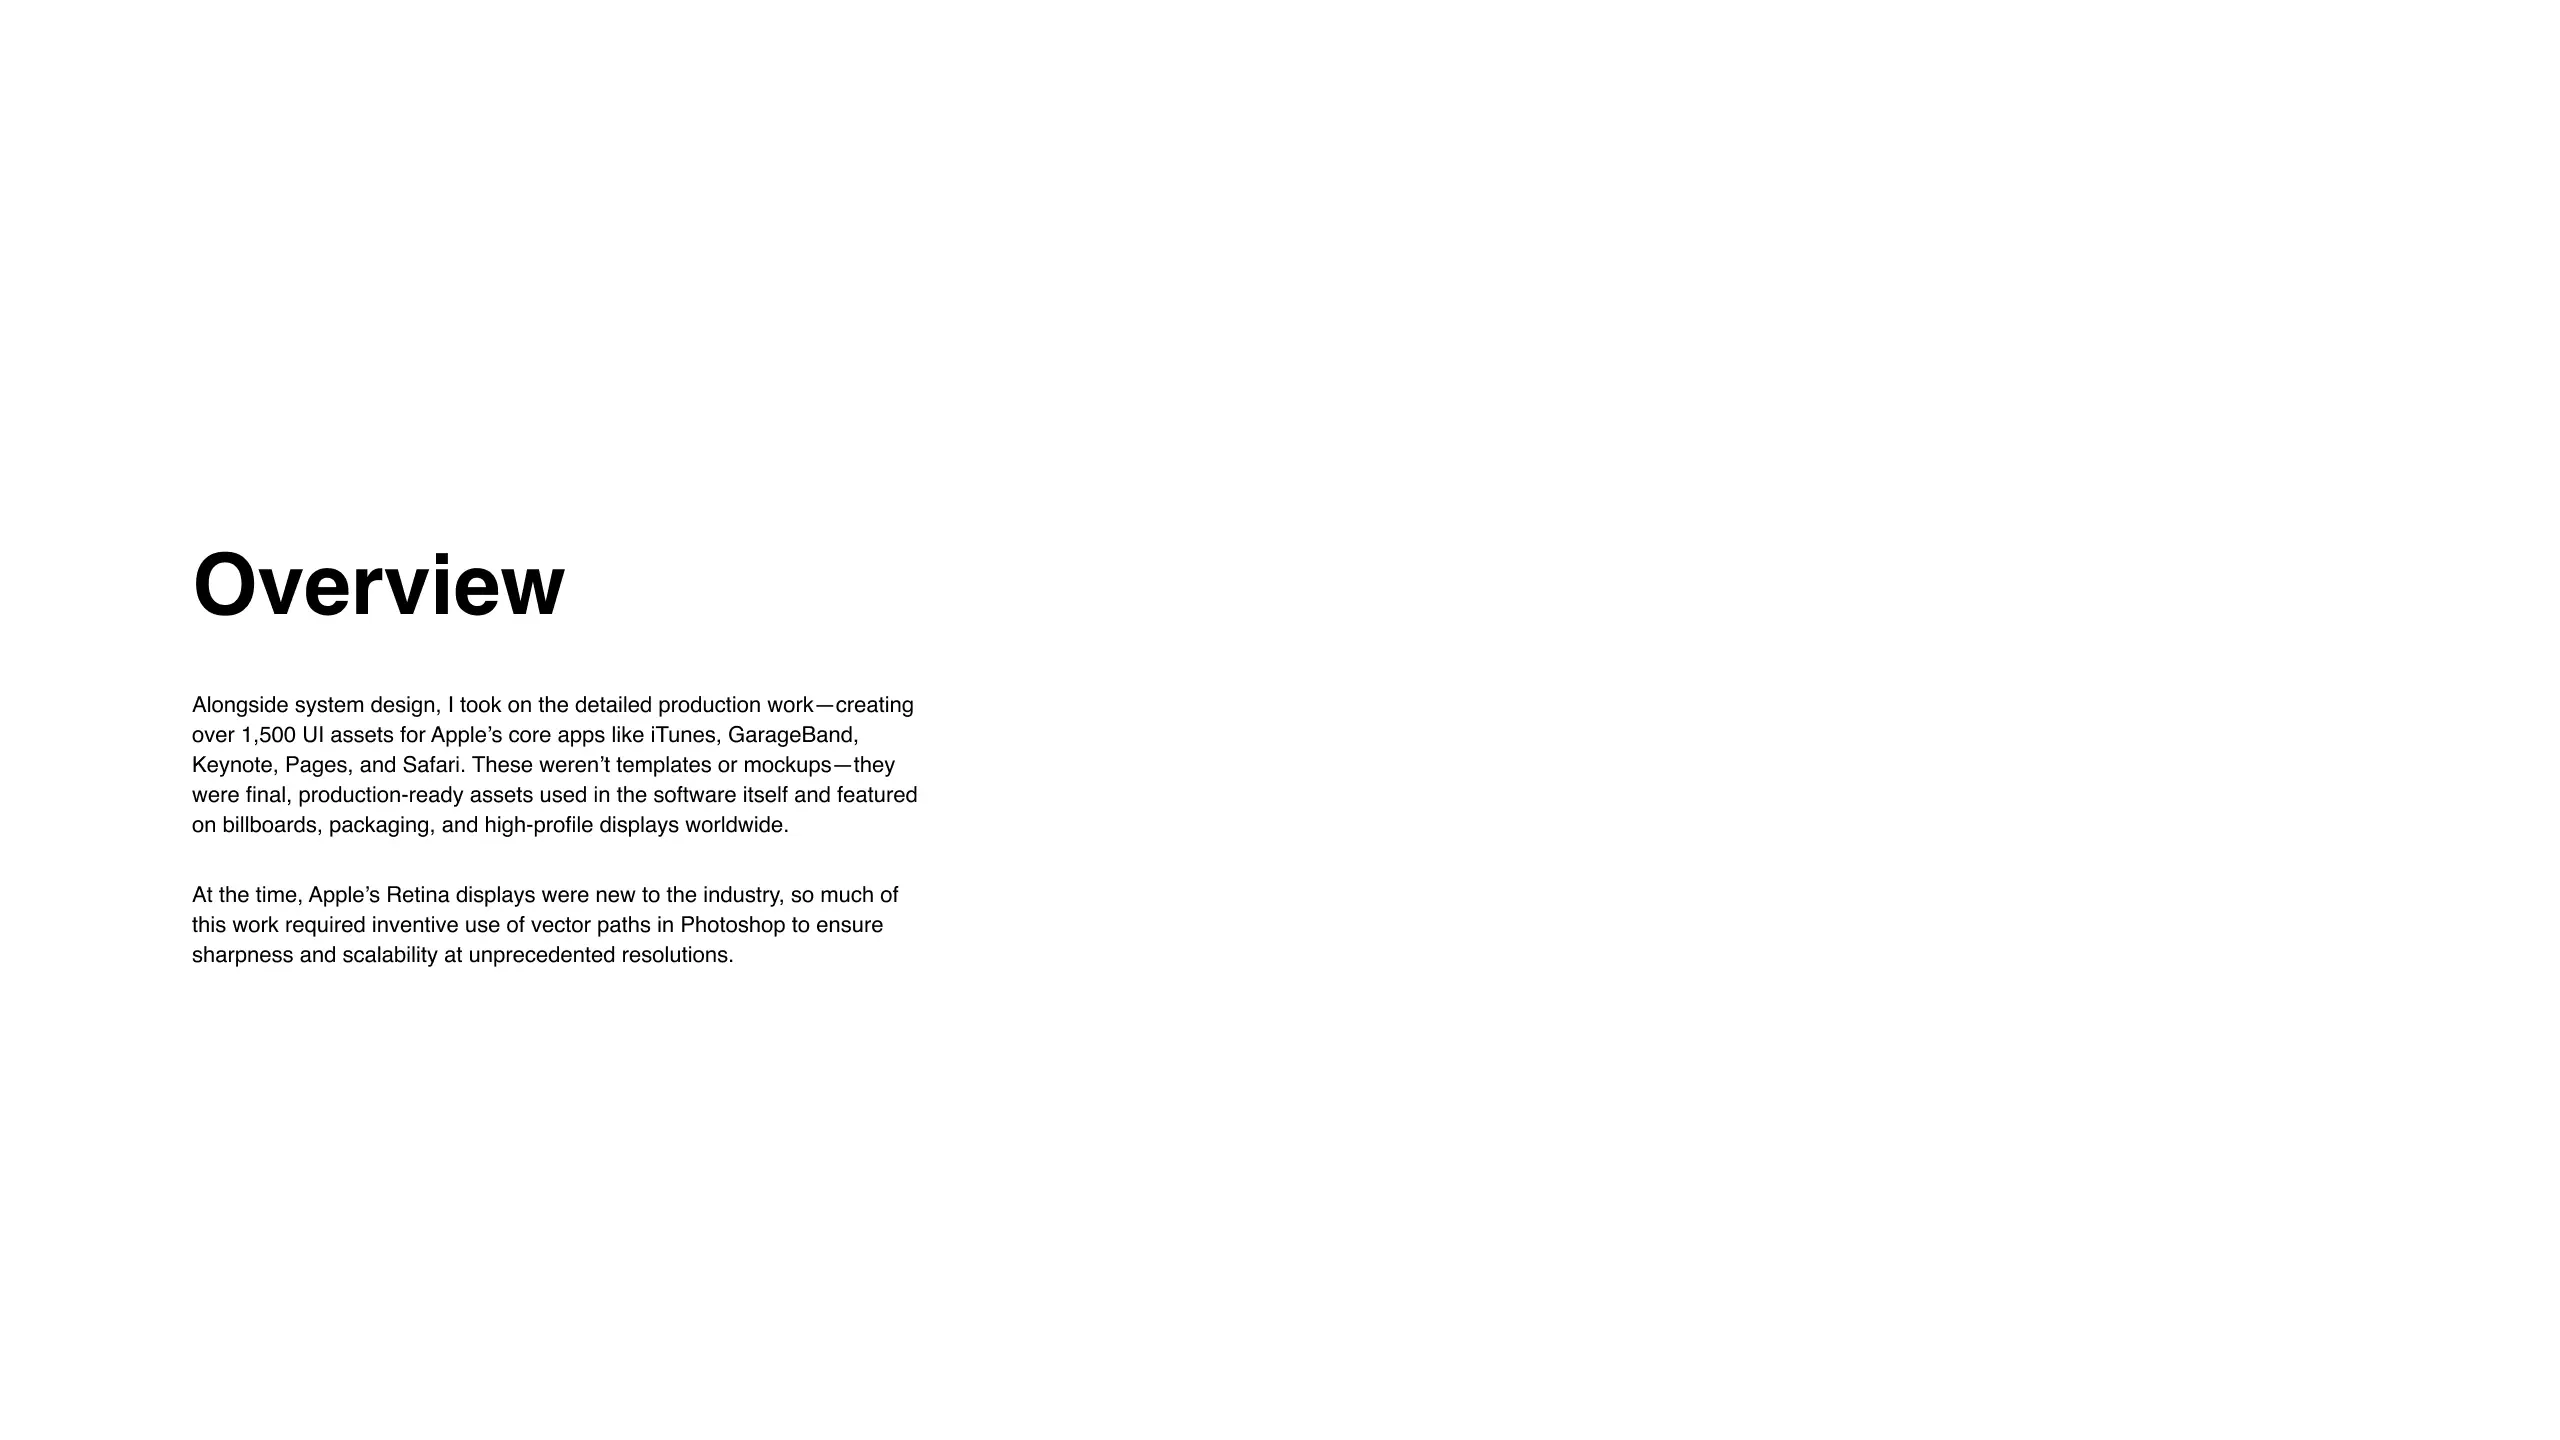 Overview
Alongside system design, I took on the detailed production work—creating
over 1,500 UI assets for Apple’s core apps like iTunes, GarageBand,
Keynote, Pages, and Safari. These weren’t templates or mockups—they
were final, production-ready assets used in the software itself and featured
on billboards, packaging, and high-profile displays worldwide.
At the time, Apple’s Retina displays were new to the industry, so much of
this work required inventive use of vector paths in Photoshop to ensure
sharpness and scalability at unprecedented resolutions.